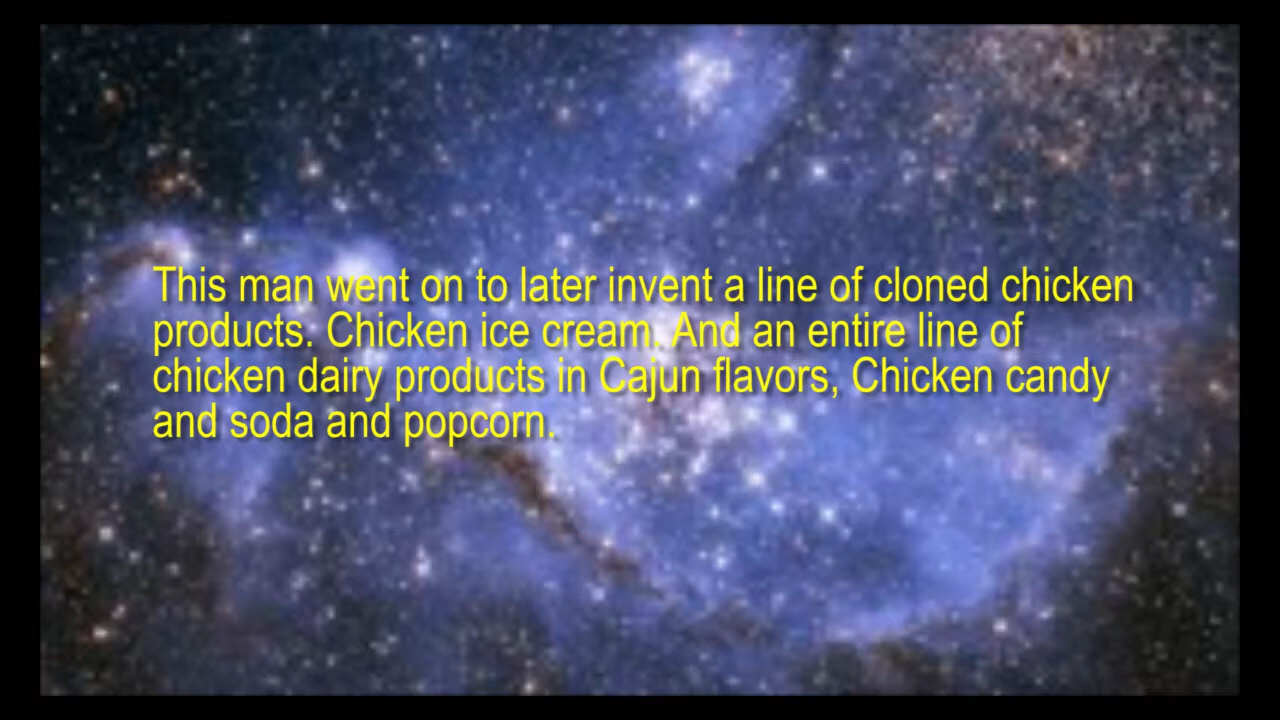 This man went on to later invent a line of cloned chicken
products. Chicken ice cream. And an entire line of
chicken dairy products in Cajun flavors, Chicken candy
and soda and popcorn.